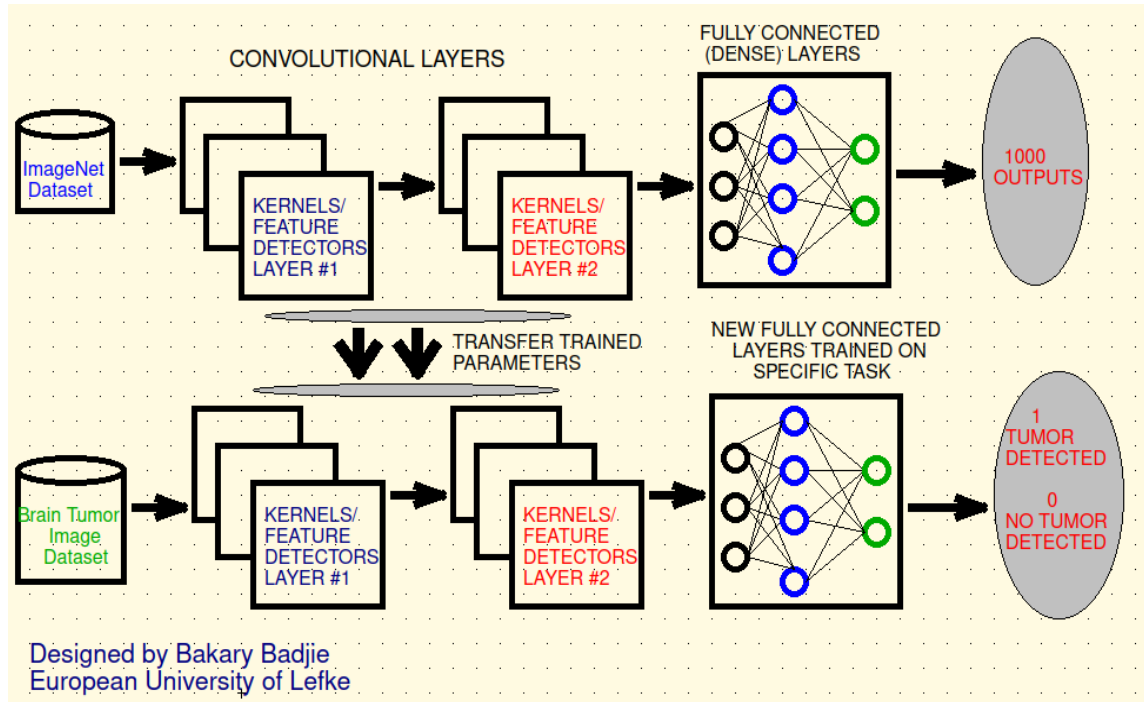 CONVOLUTIONAL LAYERS
FULLY CONNECTED
(DENSE) LAYERS
ImageNet
Dataset
KERNELS/
FEATURE
DETECTORS
LAYER #1
KERNELS/
FEATURE
DETECTORS
LAYER #2
1000
OUTPUTS
TRANSFER TRAINED
PARAMETERS
NEW FULLY CONNECTED
LAYERS TRAINED ON
SPECIFIC TASK
Brain Tumor
Image
Dataset
KERNELS/
FEATURE
DETECTORS
LAYER #1
KERNELS/
FEATURE
DETECTORS
LAYER #2
1
TUMOR
DETECTED
0
NO TUMOR
DETECTED
Designed by Bakary Badjie
European University of Lefke